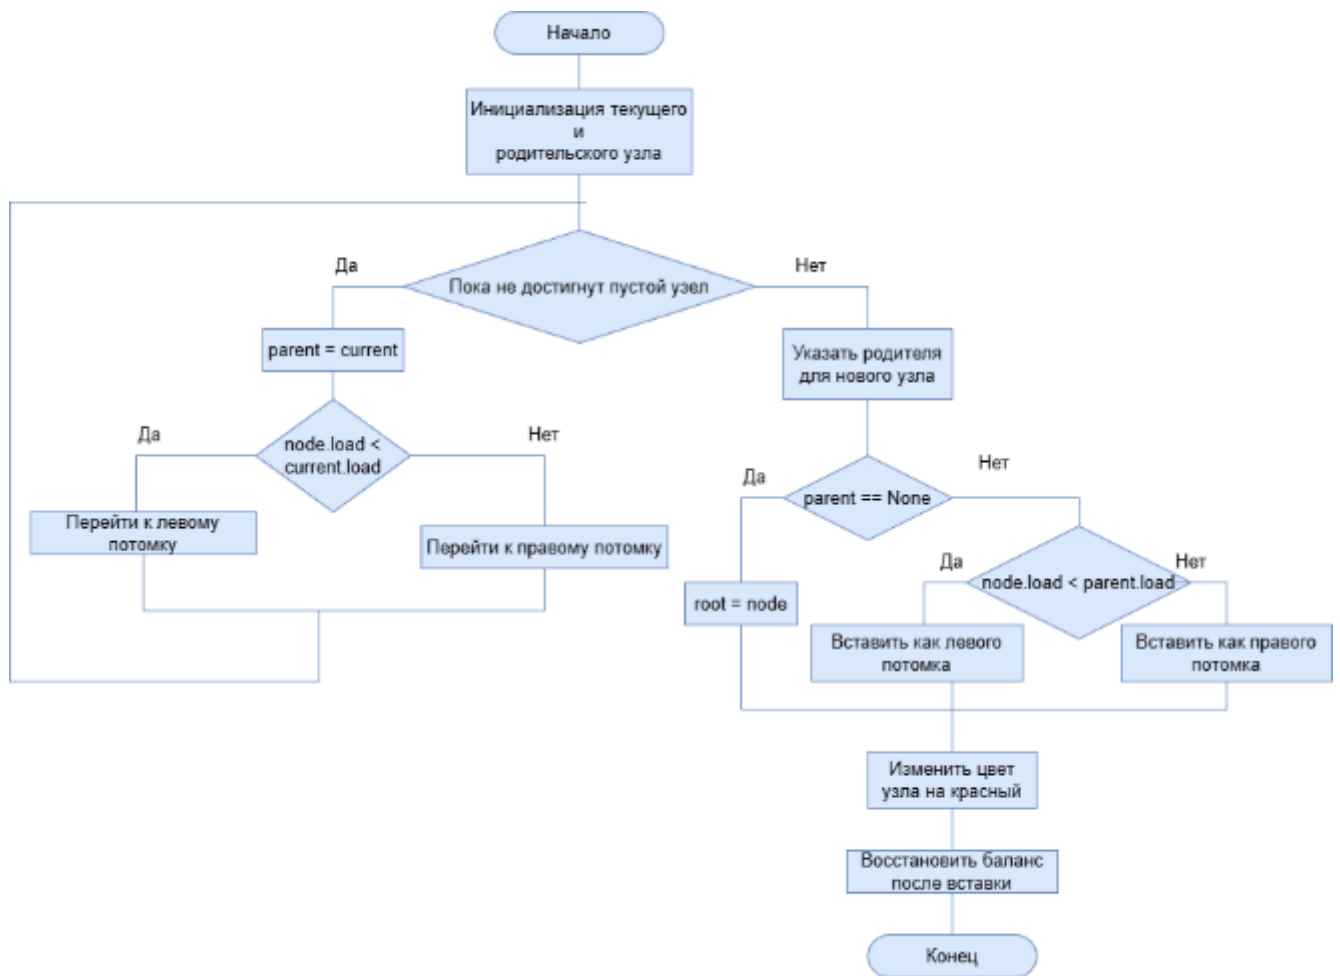 Начало
Инициализация текущего
и
родительского узла
Да
Нет
Пока не достигнут пустой узел
parent = current
Указать родителя
для нового узла
Да
Нет
node.load <
current.load
Да
Нет
parent == None
Перейти к левому
потомку
Перейти к правому потомку
Да
Нет
node.load < parent.load
root = node
Вставить как левого
потомка
Вставить как правого
потомка
Изменить цвет
узла на красный
Восстановить баланс
после вставки
Конец